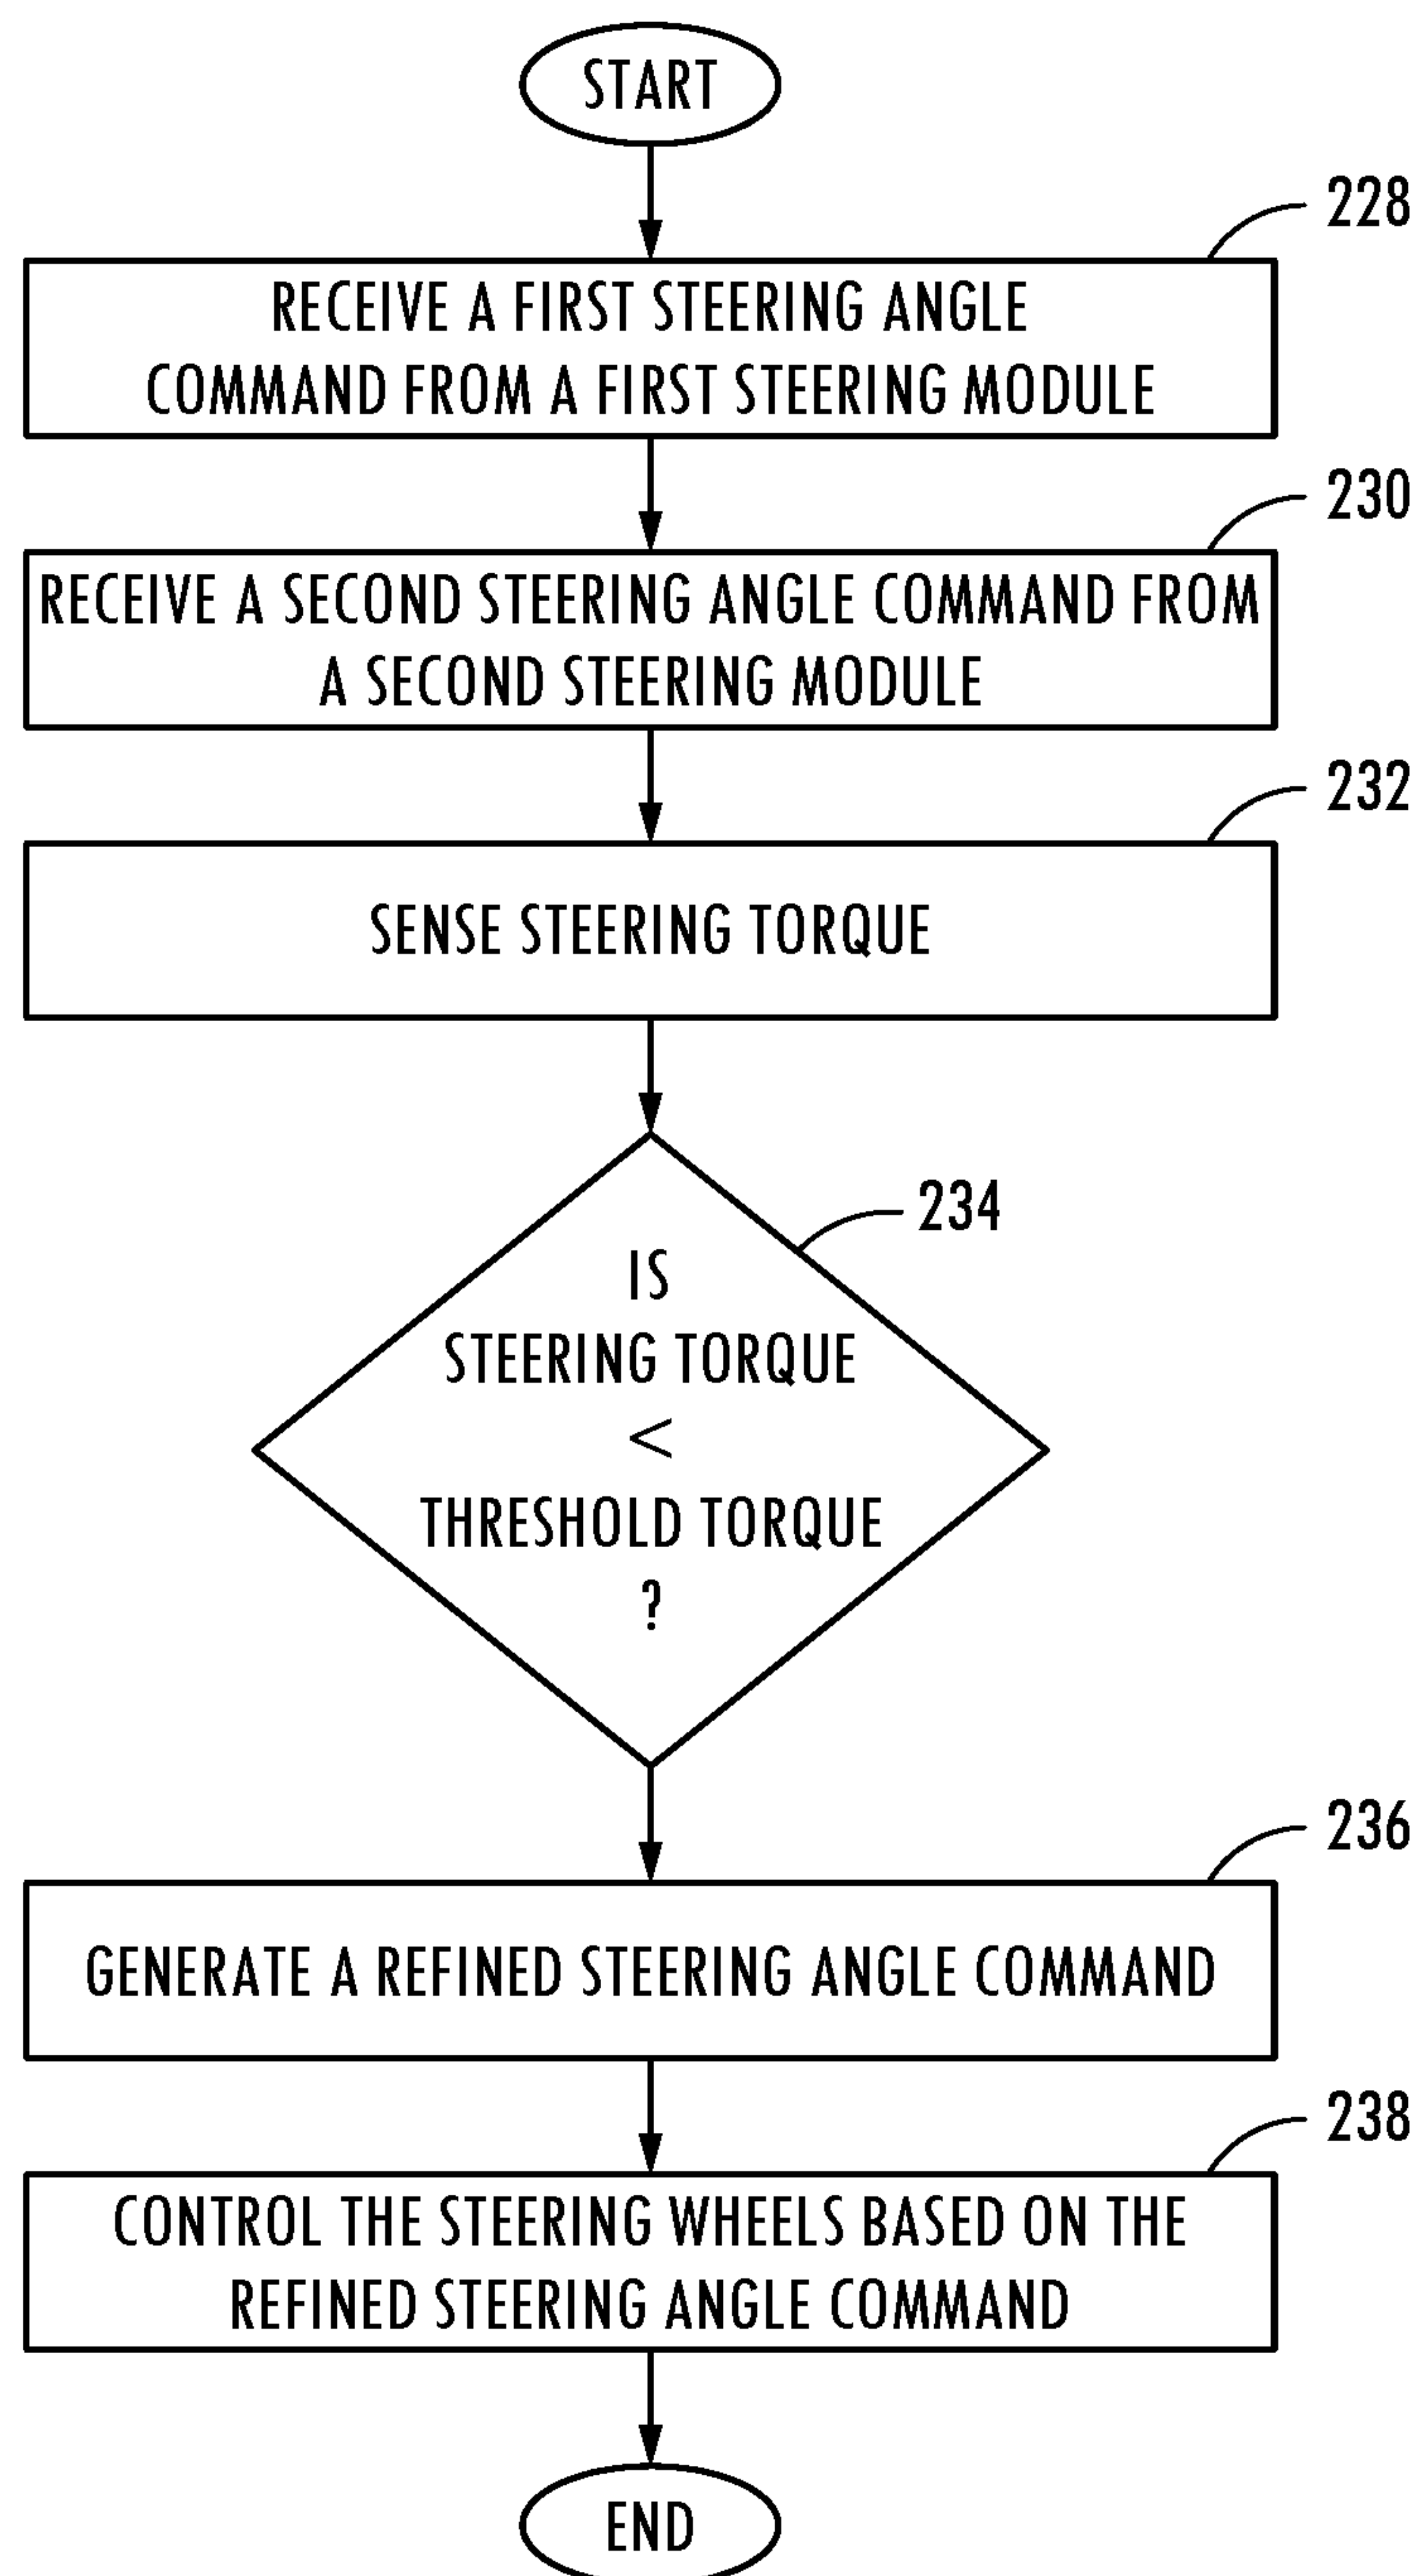 START
228
RECEIVE A FIRST STEERING ANGLE
COMMAND FROM A FIRST STEERING MODULE
230
RECEIVE A SECOND STEERING ANGLE COMMAND FROM
A SECOND STEERING MODULE
232
SENSE STEERING TORQUE
234
IS
STEERING TORQUE
<
THRESHOLD TORQUE
?
236
GENERATE A REFINED STEERING ANGLE COMMAND
238
CONTROL THE STEERING WHEELS BASED ON THE
REFINED STEERING ANGLE COMMAND
END